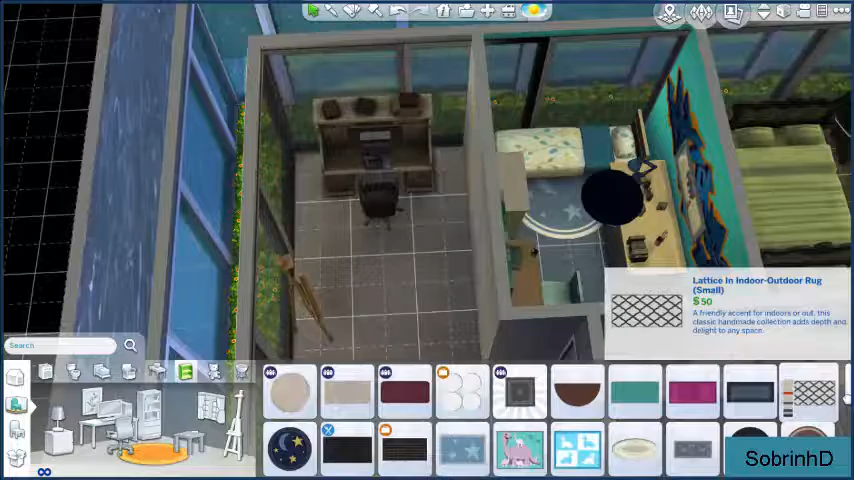 Lattice In Indoor-Outdoor Rug
(Small)
$50
A friendly accent for indoors or out, this
classic handmade collection adds depth and
delight to any space.
Search
SobrinhD